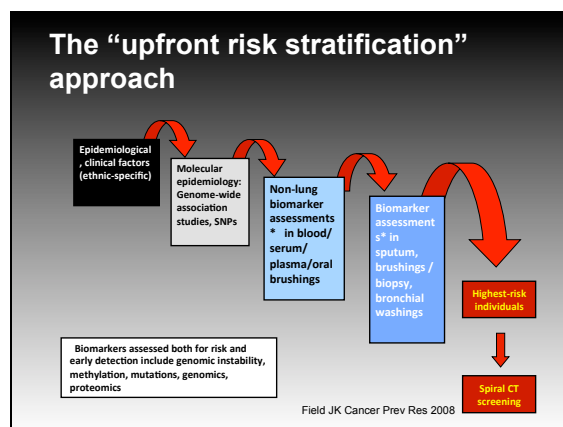 The “upfront risk stratification”
approach
Epidemiological
, clinical factors
(ethnic-specific)
Molecular
epidemiology:
Genome-wide
association
studies, SNPs
Non-lung
biomarker
assessments
* in blood/
serum/
plasma/oral
brushings
Biomarker
assessment
s* in
sputum,
brushings /
biopsy,
bronchial
washings
Highest-risk
individuals
Biomarkers assessed both for risk and
early detection include genomic instability,
methylation, mutations, genomics,
proteomics
Spiral CT
screening
Field JK Cancer Prev Res 2008